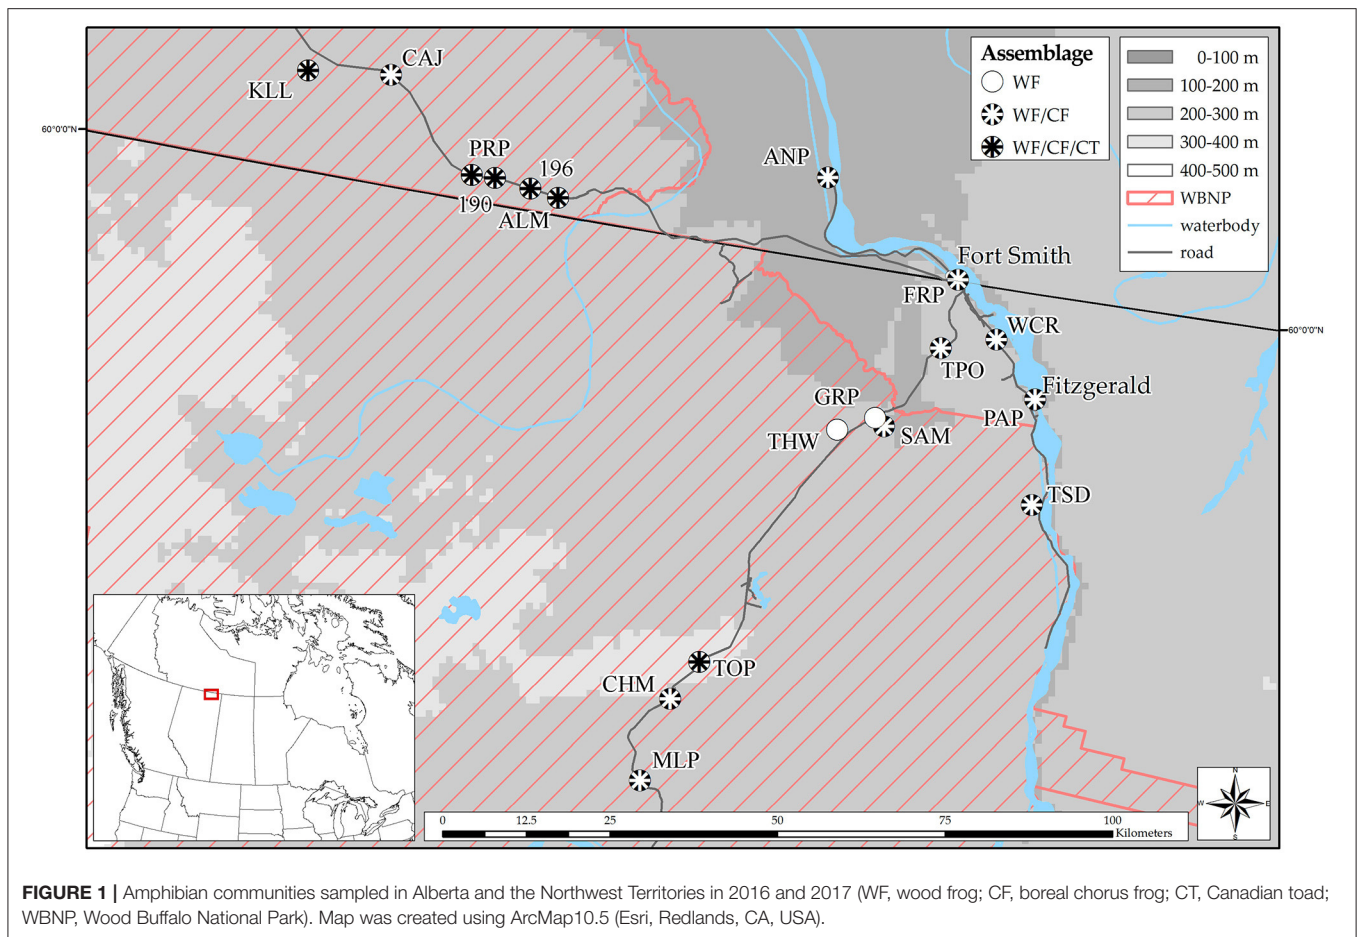 CAJ
KLL
60°0'0"N
PRP
196
190
ALM
ANP
Fort Smith
FRP
WCR
60°0'0"N
TPO
Fitzgerald
GRP
PAP
THW
SAM
TSD
TOP
CHM
MLP
Assemblage
WF
WF/CF
WF/CF/CT
0-100 m
100-200 m
200-300 m
300-400 m
400-500 m
WBNP
waterbody
road
0 12.5 25 50 75 100
Kilometers
N
W E
S
FIGURE 1 | Amphibian communities sampled in Alberta and the Northwest Territories in 2016 and 2017 (WF, wood frog; CF, boreal chorus frog; CT, Canadian toad;
WBNP, Wood Buffalo National Park). Map was created using ArcMap10.5 (Esri, Redlands, CA, USA).